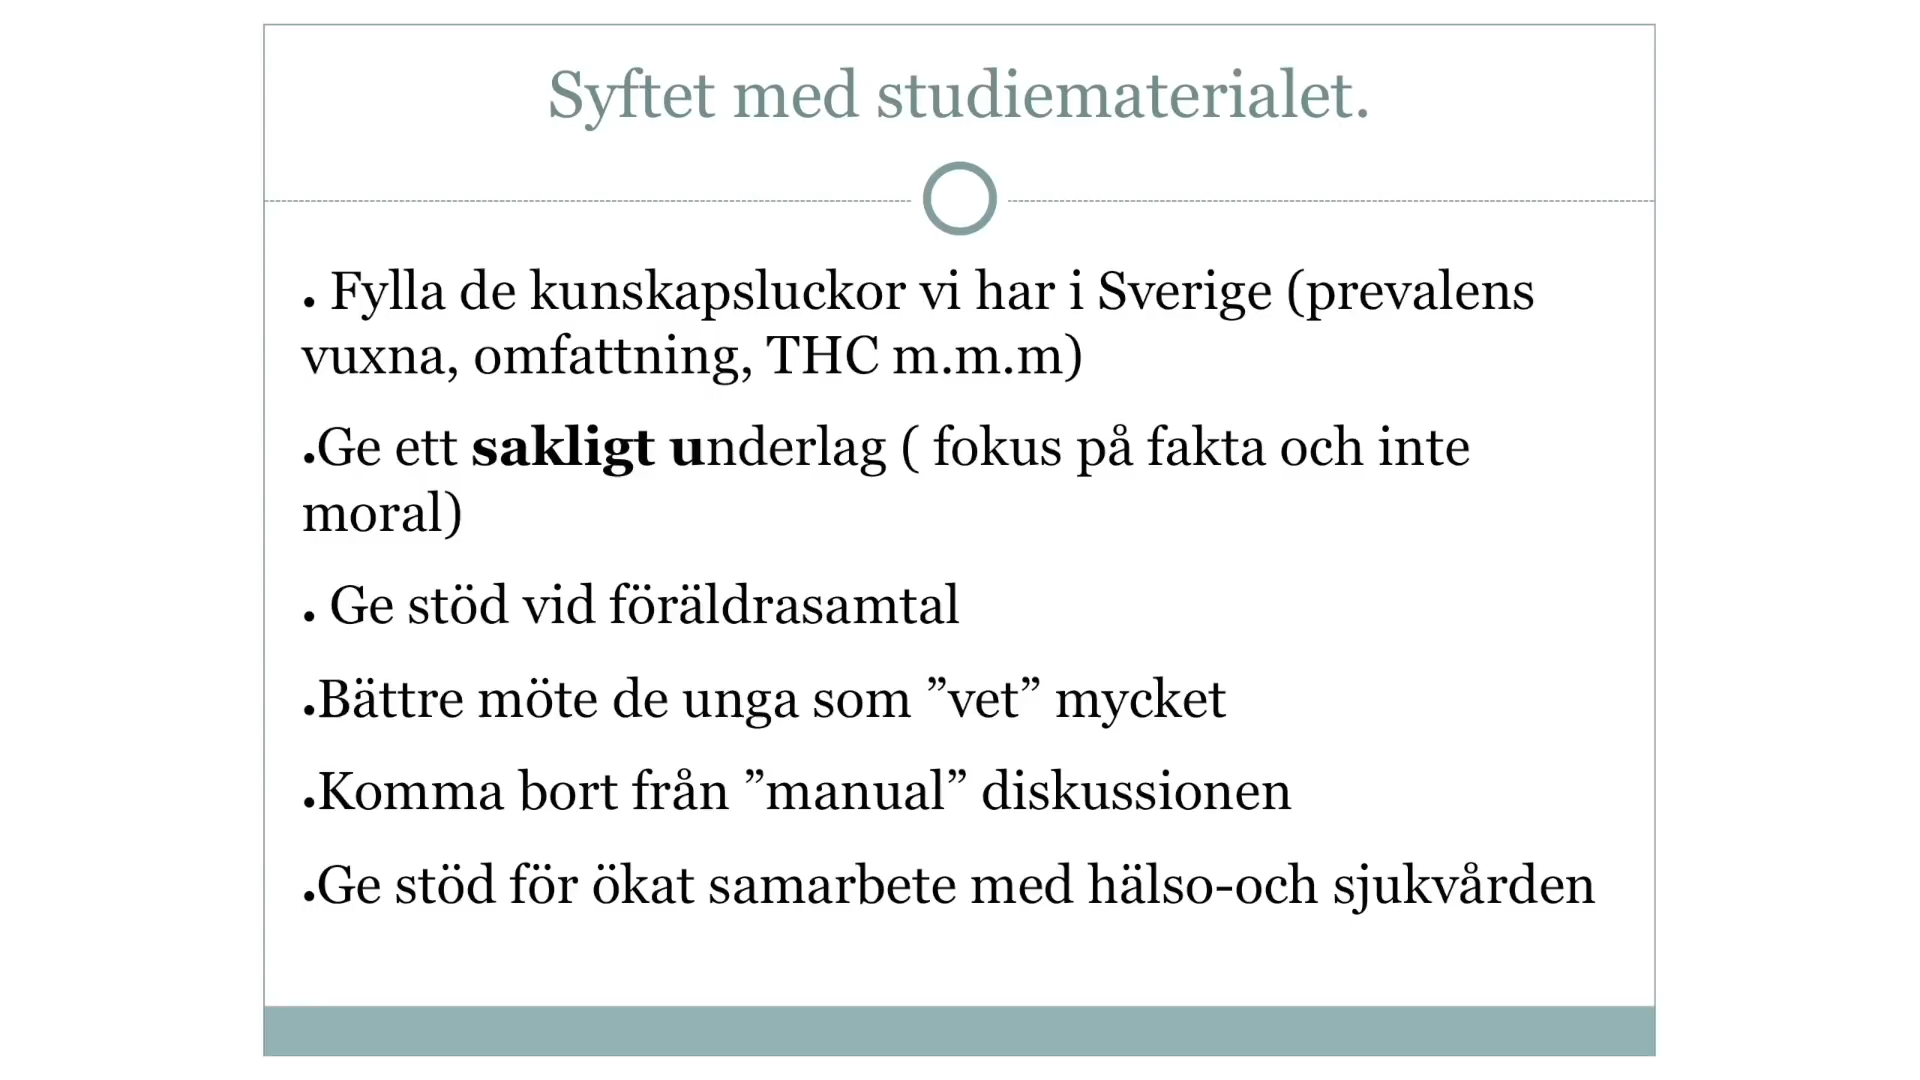 Syftet med studiematerialet.
• Fylla de kunskapsluckor vi har i Sverige (prevalens
vuxna, omfattning, THC m.m.m)
•Ge ett sakligt underlag ( fokus på fakta och inte
moral)
• Ge stöd vid föräldrasamtal
•Bättre möte de unga som ”vet” mycket
•Komma bort från ”manual” diskussionen
•Ge stöd för ökat samarbete med hälso-och sjukvården